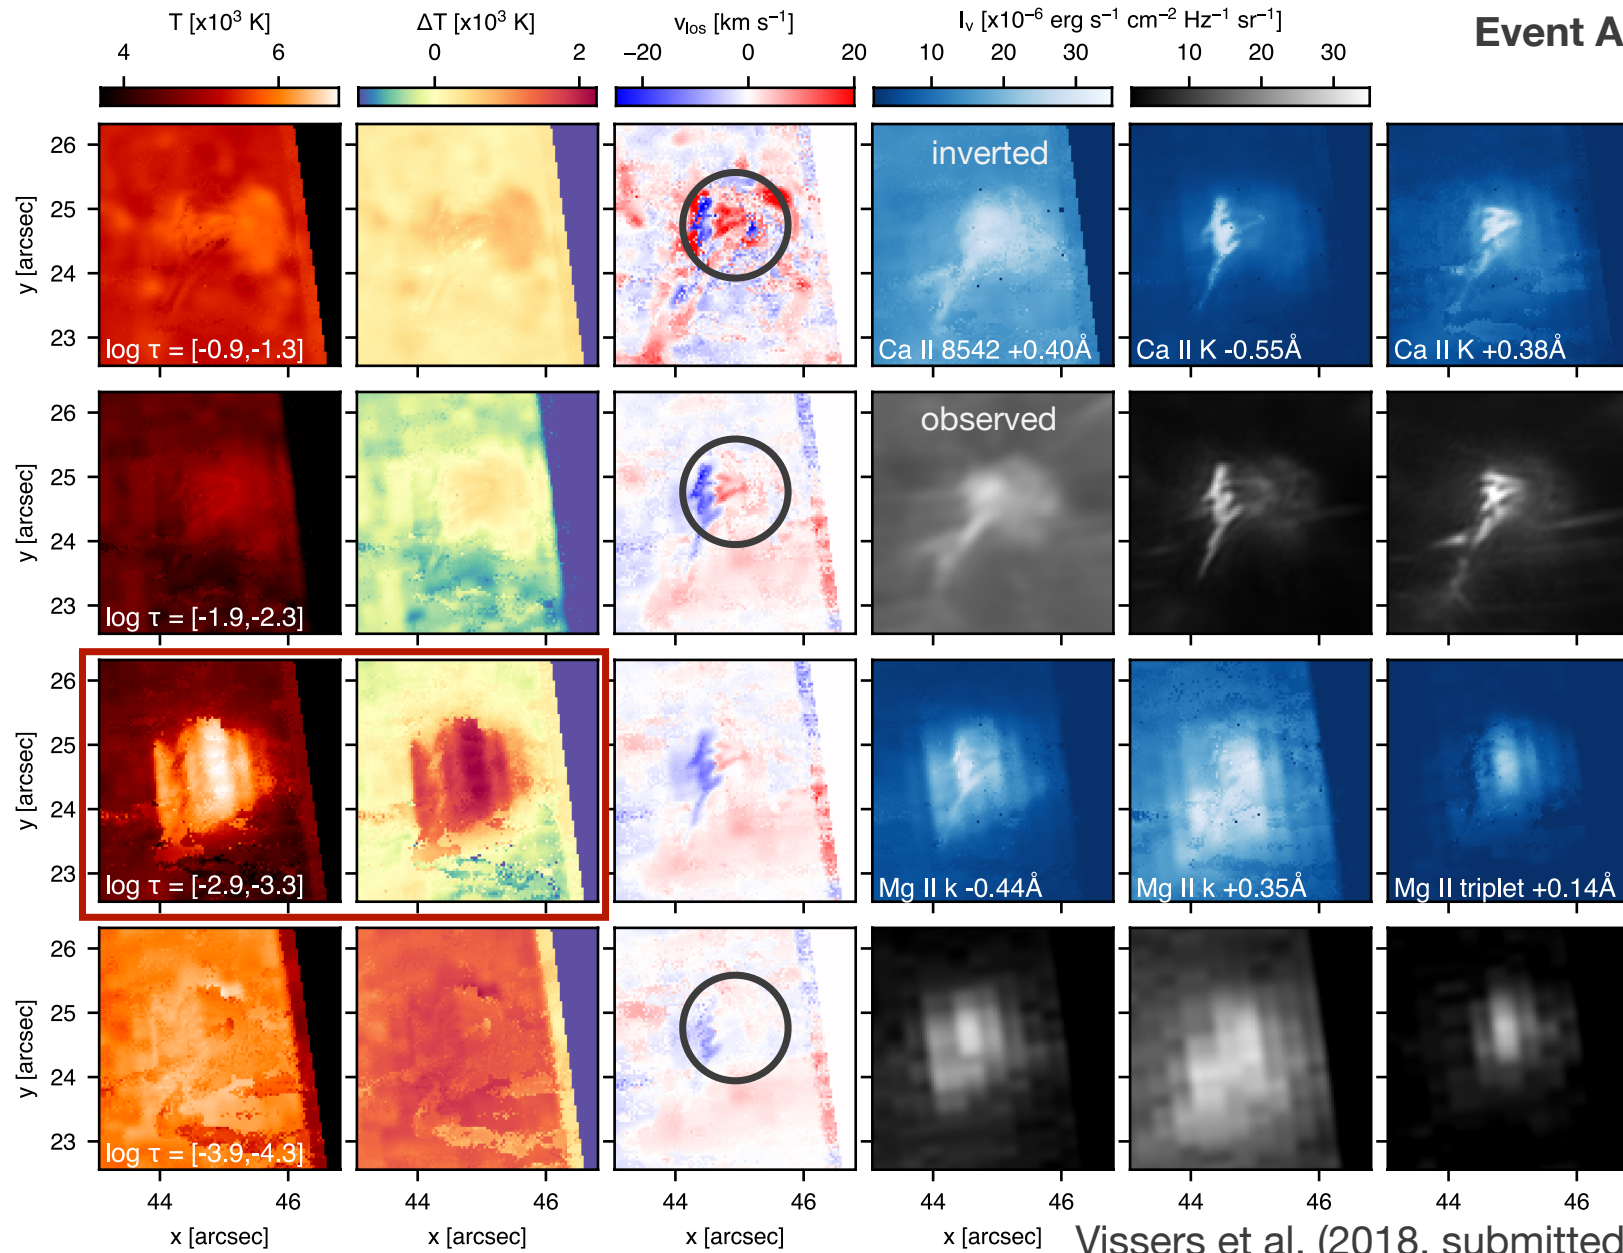 T [x10³ K] ΔT [x10³ K] v_los [km s⁻¹] I_ν [x10⁻⁶ erg s⁻¹ cm⁻² Hz⁻¹ sr⁻¹] Event A
4 6 0 2 −20 0 20 10 20 30 10 20 30
26
25
24
23
y [arcsec]
log τ = [-0.9,-1.3]
inverted
Ca II 8542 +0.40Å
Ca II K -0.55Å
Ca II K +0.38Å
26
25
24
23
y [arcsec]
log τ = [-1.9,-2.3]
observed
26
25
24
23
y [arcsec]
log τ = [-2.9,-3.3]
Mg II k -0.44Å
Mg II k +0.35Å
Mg II triplet +0.14Å
26
25
24
23
y [arcsec]
log τ = [-3.9,-4.3]
44 46 44 46 44 46 44 46 44 46 44 46
x [arcsec] x [arcsec] x [arcsec] x [arcsec]
Vissers et al. (2018, submitted